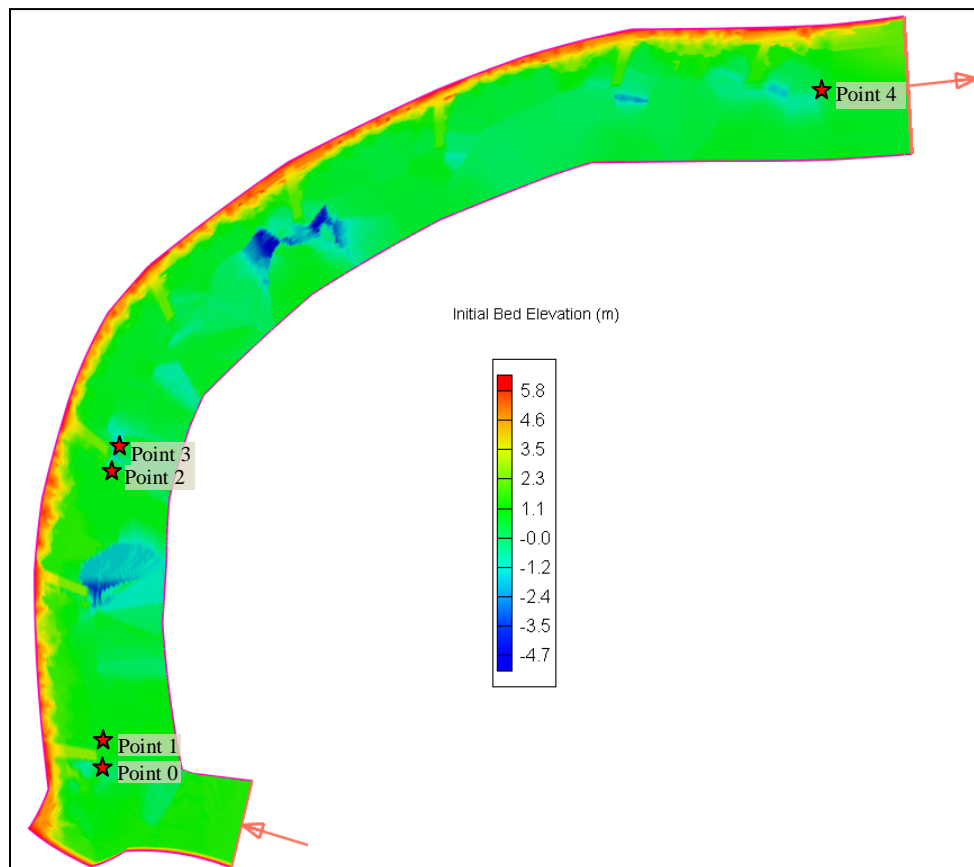 Point 4
Initial Bed Elevation (m)
5.8
4.6
3.5
2.3
1.1
-0.0
-1.2
-2.4
-3.5
-4.7
Point 3
Point 2
Point 1
Point 0